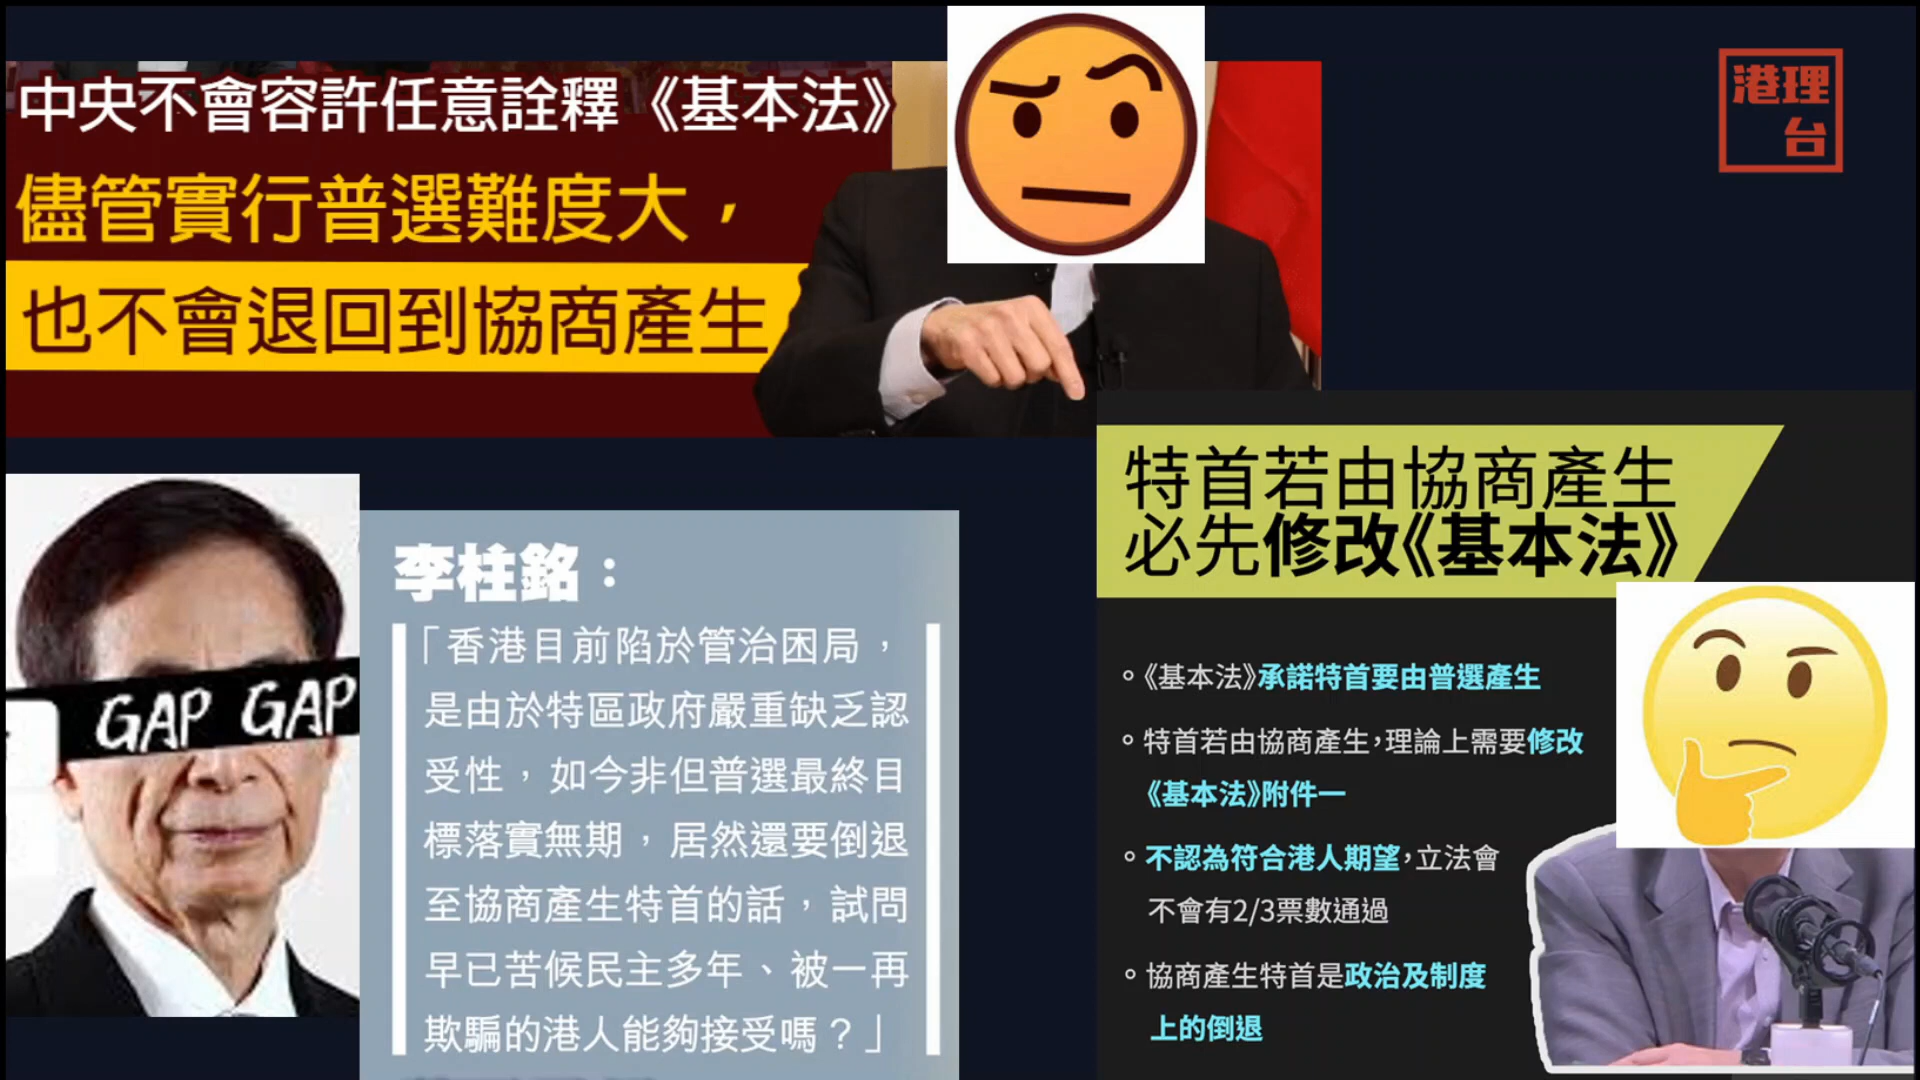 中央不會容許任意詮釋《基本法》
儘管實行普選難度大，
也不會退回到協商產生
港理
台
GAP GAP
李柱銘：
「香港目前陷於管治困局，
是由於特區政府嚴重缺乏認
受性，如今非但普選最終目
標落實無期，居然還要倒退
至協商產生特首的話，試問
早已苦候民主多年、被一再
欺騙的港人能夠接受嗎？」
特首若由協商產生
必先修改《基本法》
《基本法》承諾特首要由普選產生
特首若由協商產生，理論上需要修改
《基本法》附件一
不認為符合港人期望，立法會
不會有2/3票數通過
協商產生特首是政治及制度
上的倒退